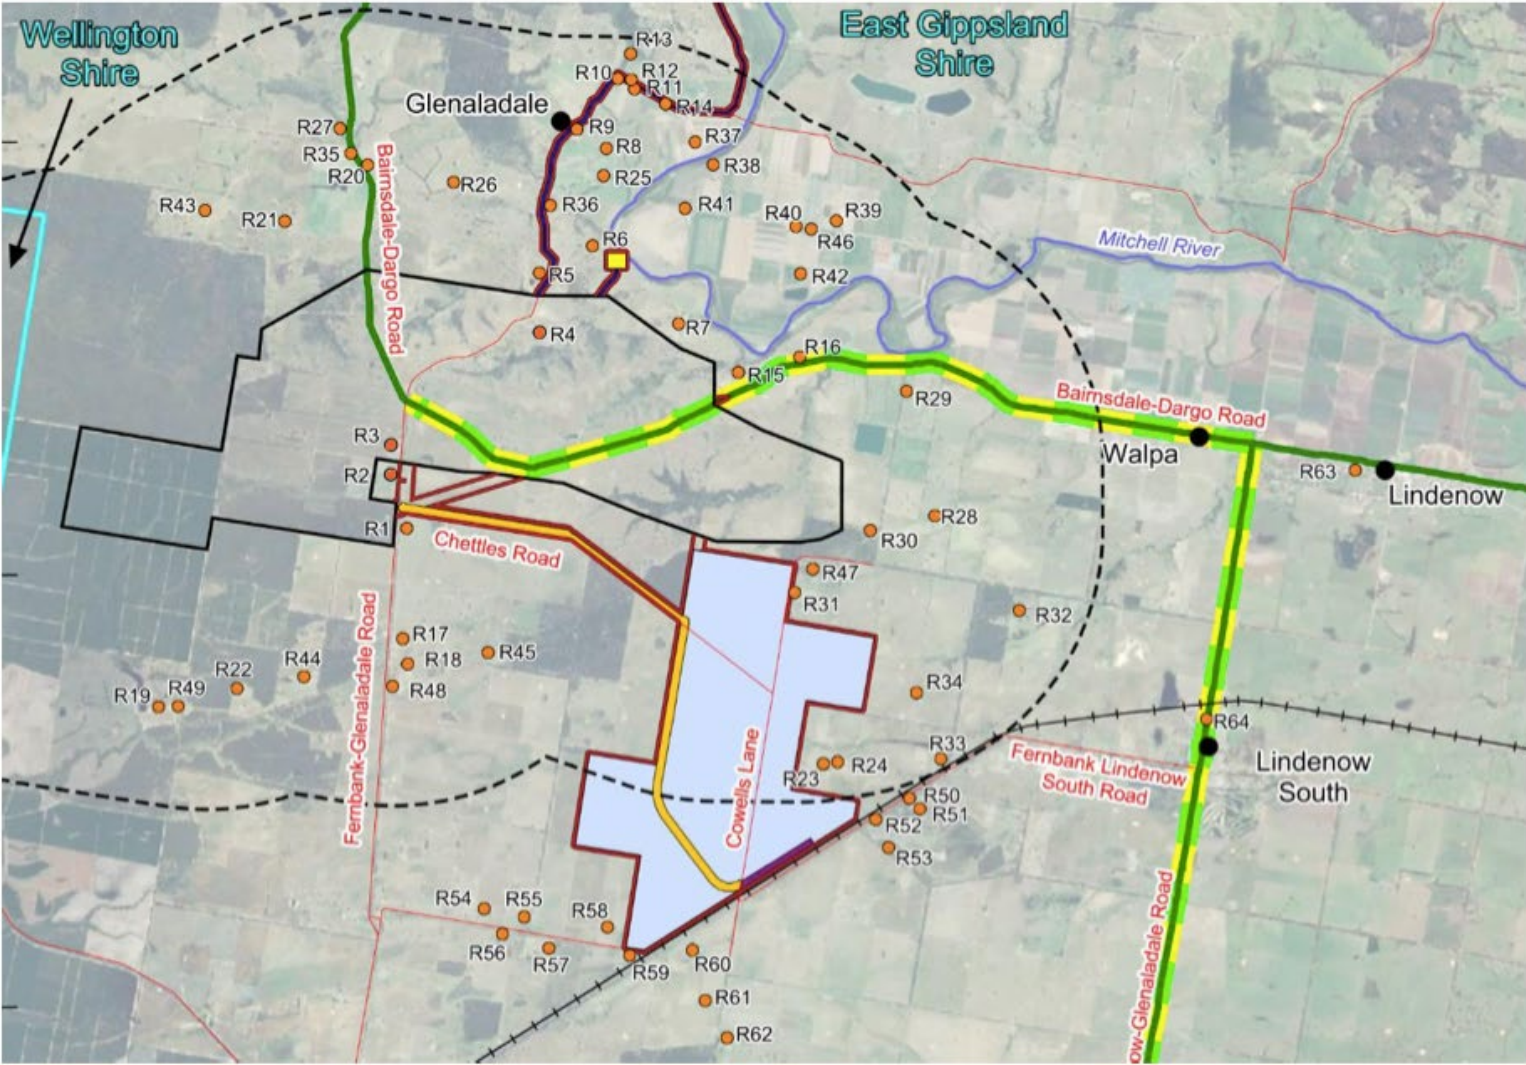 Wellington
Shire
East Gippsland
Shire
R13
R10
R12
R11
R14
Glenaladale
R9
R27
R35
R20
R8
R37
R38
R25
R26
R43
R21
R36
R41
R40
R39
R46
R6
R5
R42
Mitchell River
Bairnsdale-Dargo Road
R7
R4
R16
R15
R29
Bairnsdale-Dargo Road
Walpa
R63
Lindenow
R3
R2
R1
Chettles Road
R28
R30
R47
R31
R32
Fernbank-Glenaladale Road
R17
R18
R45
R48
R44
R22
R19
R49
R34
R64
R33
R23
R24
Cowells Lane
Fernbank Lindenow
South Road
Lindenow
South
R50
R51
R52
R53
R54
R55
R56
R57
R58
R59
R60
R61
R62
ow-Glenaladale Road